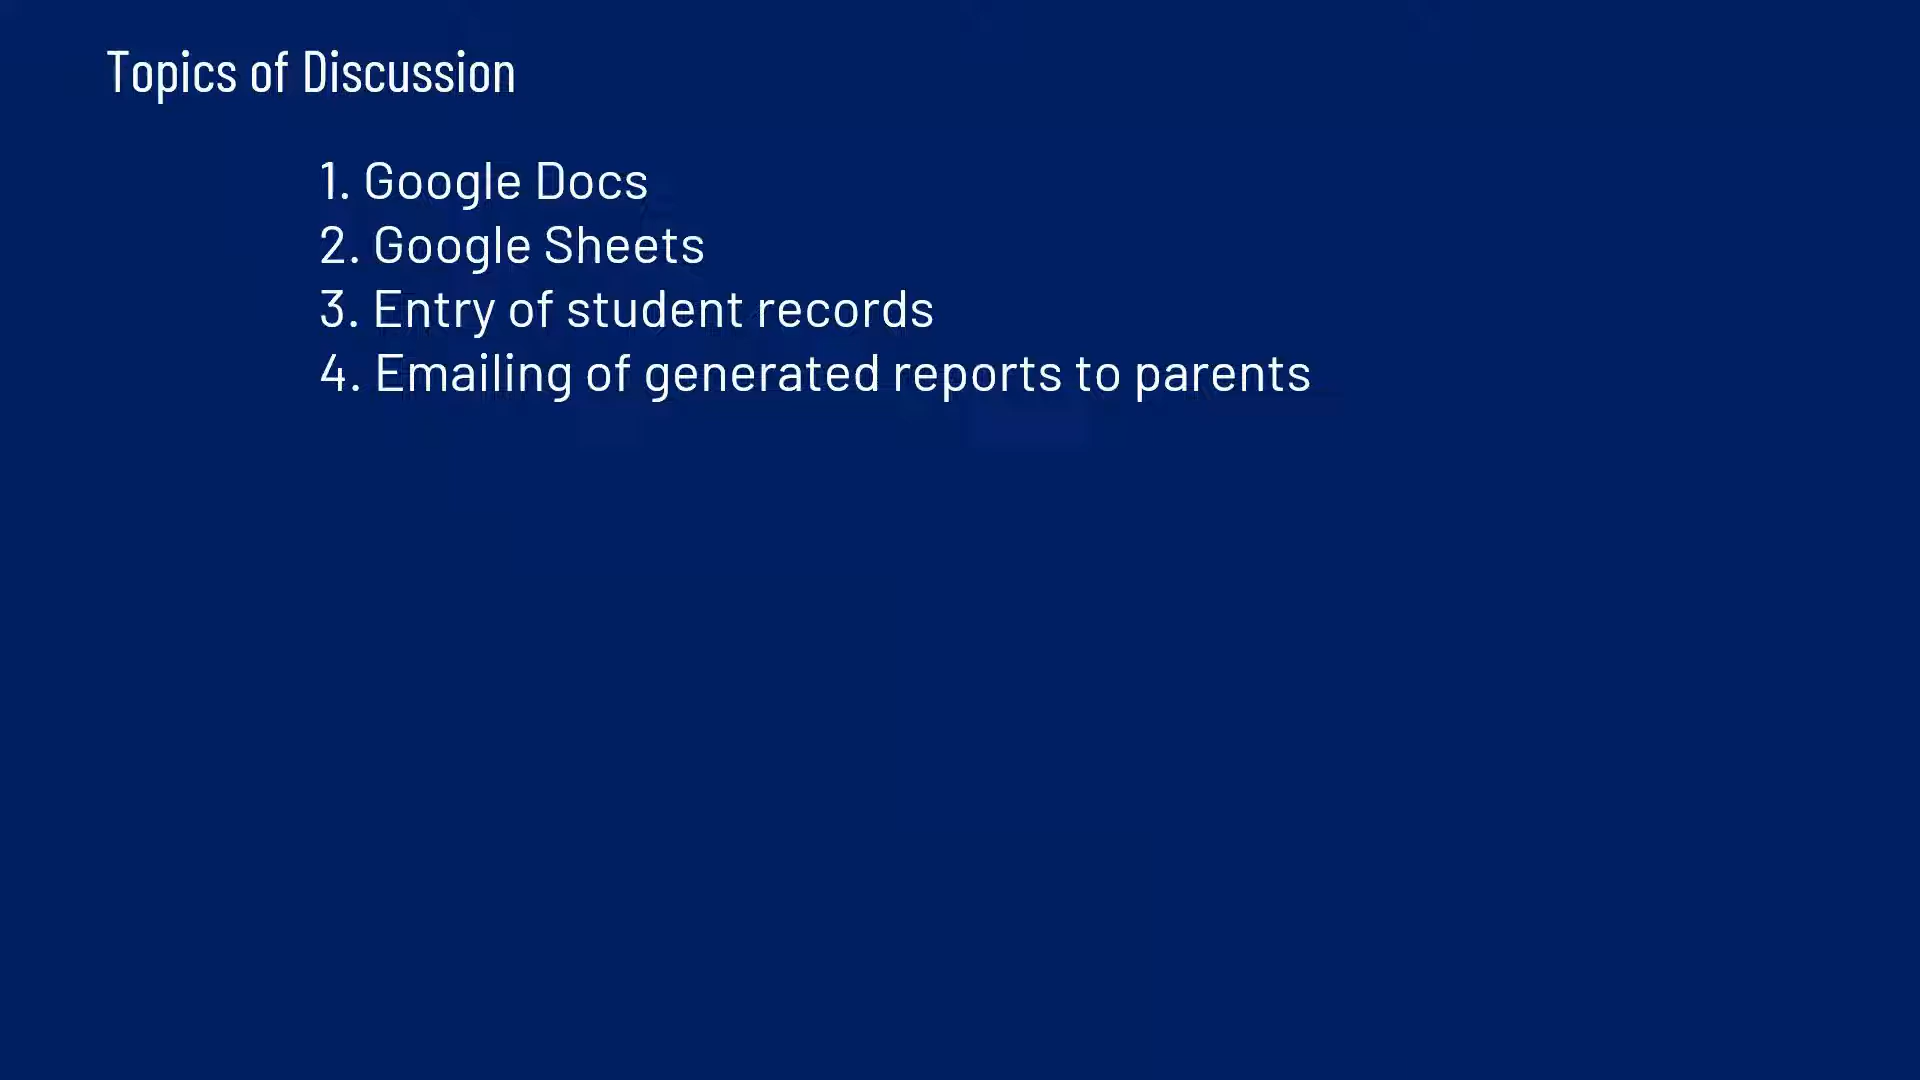 Topics of Discussion
1. Google Docs
2. Google Sheets
3. Entry of student records
4. Emailing of generated reports to parents